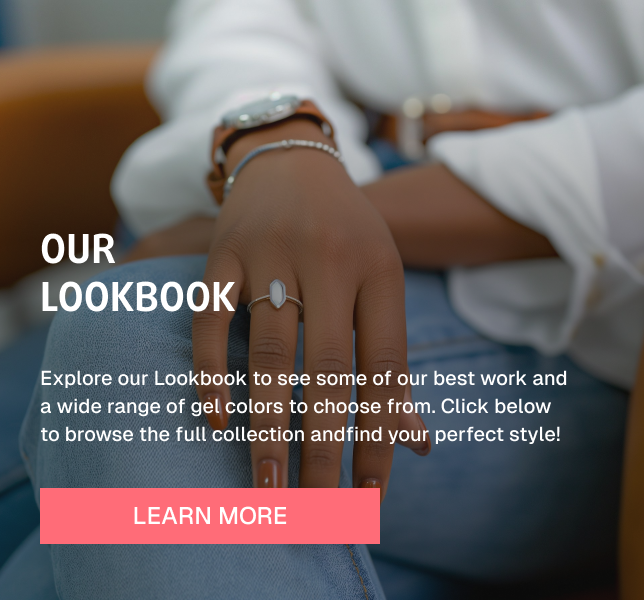 OUR
LOOKBOOK
Explore our Lookbook to see some of our best work and
a wide range of gel colors to choose from. Click below
to browse the full collection andfind your perfect style!
LEARN MORE